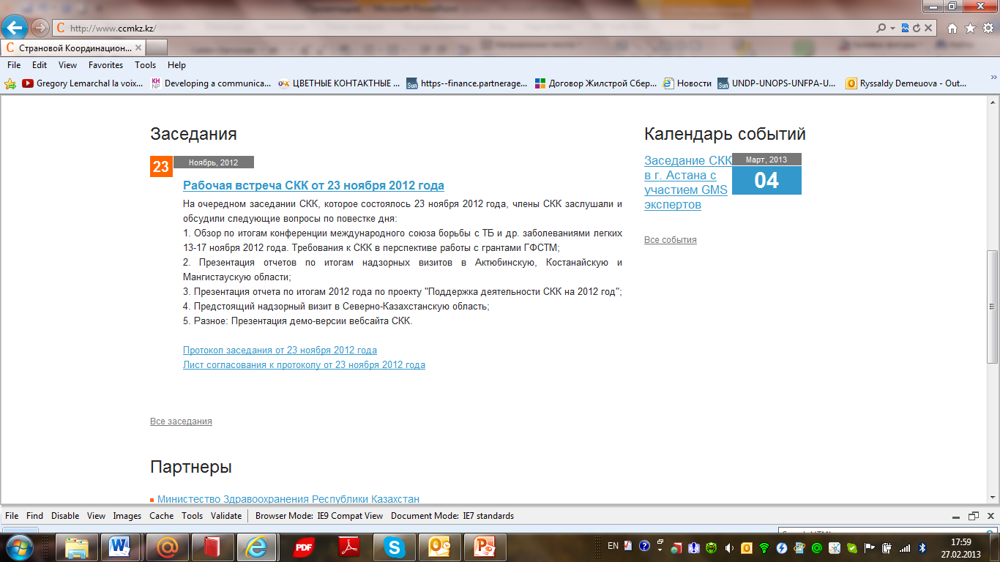 http://www.ccmkz.kz/
Страновой Координацион...
File Edit View Favorites Tools Help
Gregory Lemarchal la voix... Developing a communica... ЦВЕТНЫЕ КОНТАКТНЫЕ ... https--finance.partnerage... Договор Жилстрой Сбер... Новости UNDP-UNOPS-UNFPA-U... Ryssaldy Demeuova - Out...
Заседания
23 Ноябрь, 2012
Рабочая встреча СКК от 23 ноября 2012 года
На очередном заседании СКК, которое состоялось 23 ноября 2012 года, члены СКК заслушали и
обсудили следующие вопросы по повестке дня:
1. Обзор по итогам конференции международного союза борьбы с ТБ и др. заболеваниями легких
13-17 ноября 2012 года. Требования к СКК в перспективе работы с грантами ГФСТМ;
2. Презентация отчетов по итогам надзорных визитов в Актюбинскую, Костанайскую и
Мангистаускую области;
3. Презентация отчета по итогам 2012 года по проекту "Поддержка деятельности СКК на 2012 год";
4. Предстоящий надзорный визит в Северно-Казахстанскую область;
5. Разное: Презентация демо-версии вебсайта СКК.
Протокол заседания от 23 ноября 2012 года
Лист согласования к протоколу от 23 ноября 2012 года
Все заседания
Календарь событий
Заседание СКК
в г. Астана с
участием GMS
экспертов
Март, 2013
04
Все события
Партнеры
Министество Здравоохранения Республики Казахстан
File Find Disable View Images Cache Tools Validate Browser Mode: IE9 Compat View Document Mode: IE7 standards
EN 17:59
27.02.2013